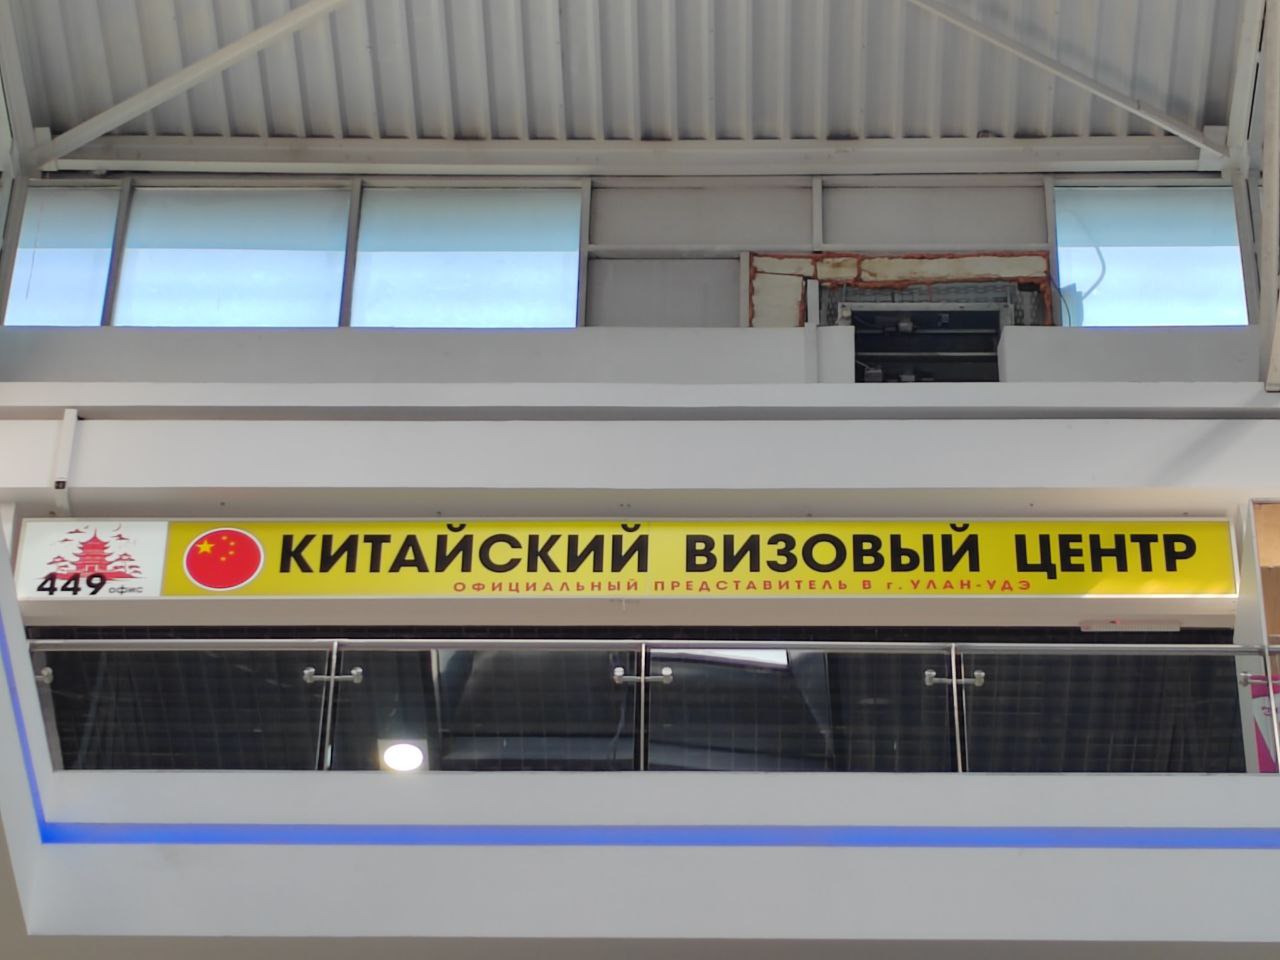 КИТАЙСКИЙ ВИЗОВЫЙ ЦЕНТР
ОФИЦИАЛЬНЫЙ ПРЕДСТАВИТЕЛЬ В г. УЛАН-УДЭ
449 офис